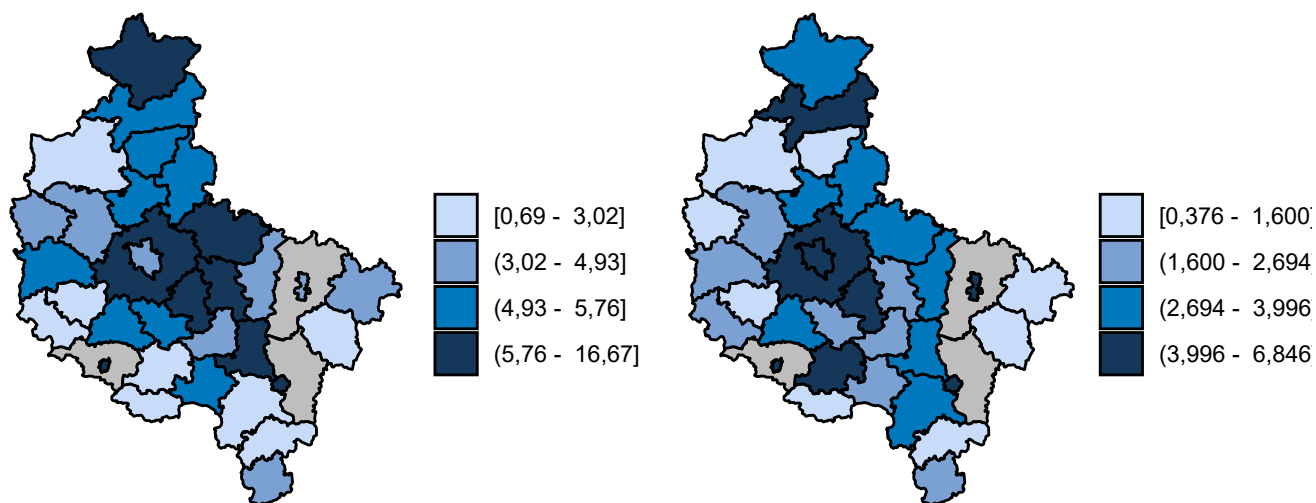 [0,69 - 3,02]
(3,02 - 4,93]
(4,93 - 5,76]
(5,76 - 16,67]
[0,376 - 1,600]
(1,600 - 2,694]
(2,694 - 3,996]
(3,996 - 6,846]